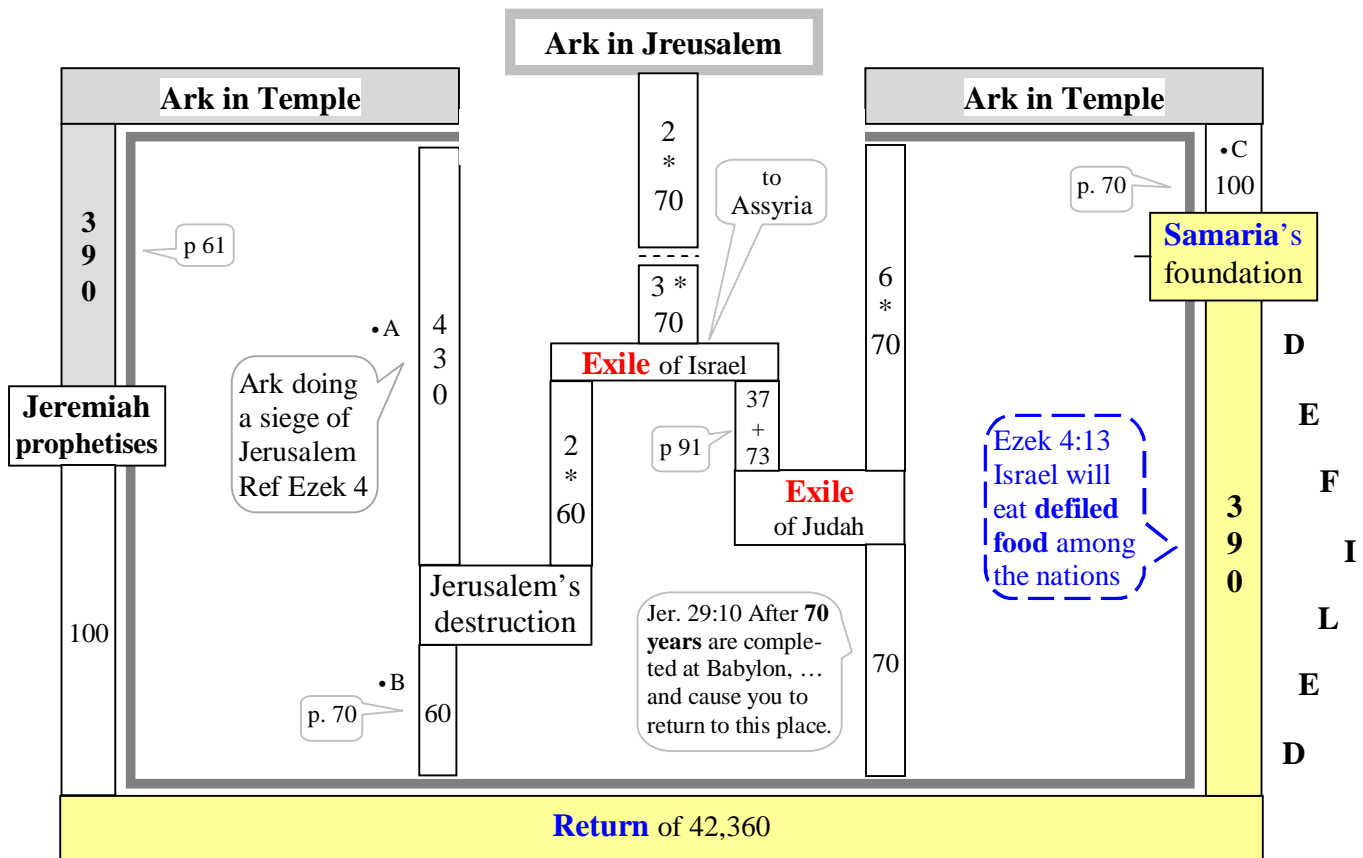 Ark in Jreusalem
Ark in Temple
Ark in Temple
2
*
70
to
Assyria
3 *
70
3
9
0
p 61
• A
4
3
0
Ark doing
a siege of
Jerusalem
Ref Ezek 4
Jeremiah
prophetises
100
Exile of Israel
2
*
60
37
+
73
p 91
Exile
of Judah
6
*
70
Jerusalem's
destruction
• B
p. 70
60
Jer. 29:10 After 70
years are comple-
ted at Babylon, …
and cause you to
return to this place.
70
• C
100
p. 70
Samaria's
foundation
Ezek 4:13
Israel will
eat defiled
food among
the nations
3
9
0
D
E
F
I
L
E
D
Return of 42,360